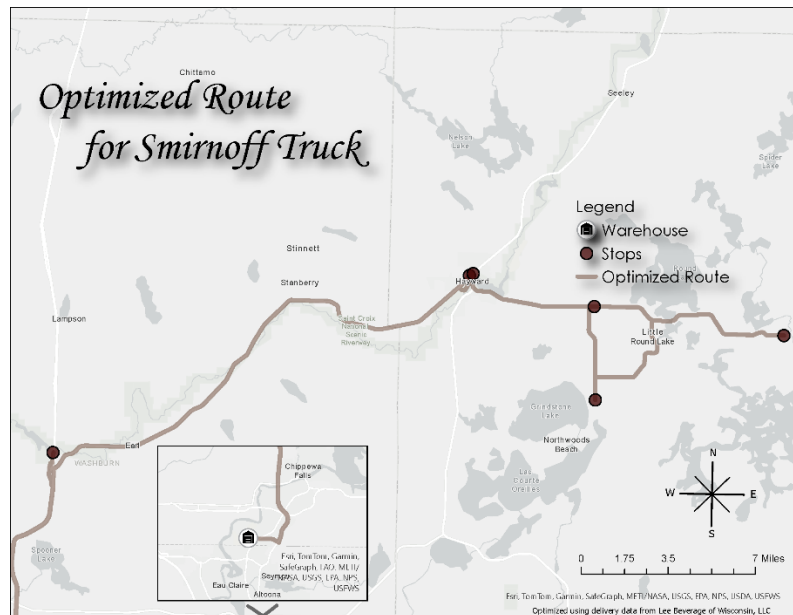 Chittamo
Optimized Route
for Smirnoff Truck
Seeley
Nelson
Lake
Spider
Lake
Legend
Warehouse
Stops
Optimized Route
Stinnett
Stanberry
Hayward
Lampson
Saint Croix
National
Scenic
Riverway
Little
Round Lake
Earl
WASHBURN
Grindstone
Lake
Northwoods
Beach
Lac
Courte
Oreilles
Spooner
Lake
Chippewa
Falls
Esri, TomTom, Garmin,
SafeGraph, FAO, METI/
NASA, USGS, EPA, NPS,
USFWS
Eau Claire
Altoona
N
W
E
S
0 1.75 3.5 7 Miles
Esri, TomTom, Garmin, SafeGraph, METI/NASA, USGS, EPA, NPS, USDA, USFWS
Optimized using delivery data from Lee Beverage of Wisconsin, LLC